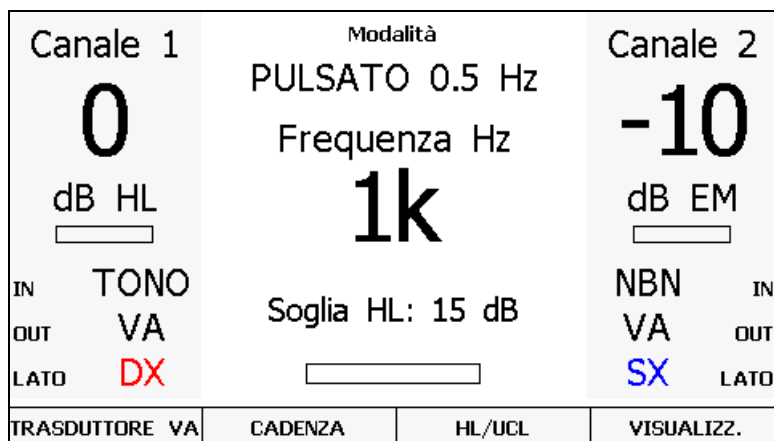 Canale 1
0
dB HL
IN TONO
OUT VA
LATO DX
Modalità
PULSATO 0.5 Hz
Frequenza Hz
1k
Soglia HL: 15 dB
Canale 2
-10
dB EM
NBN IN
VA OUT
SX LATO
TRASDUTTORE VA CADENZA HL/UCL VISUALIZZ.